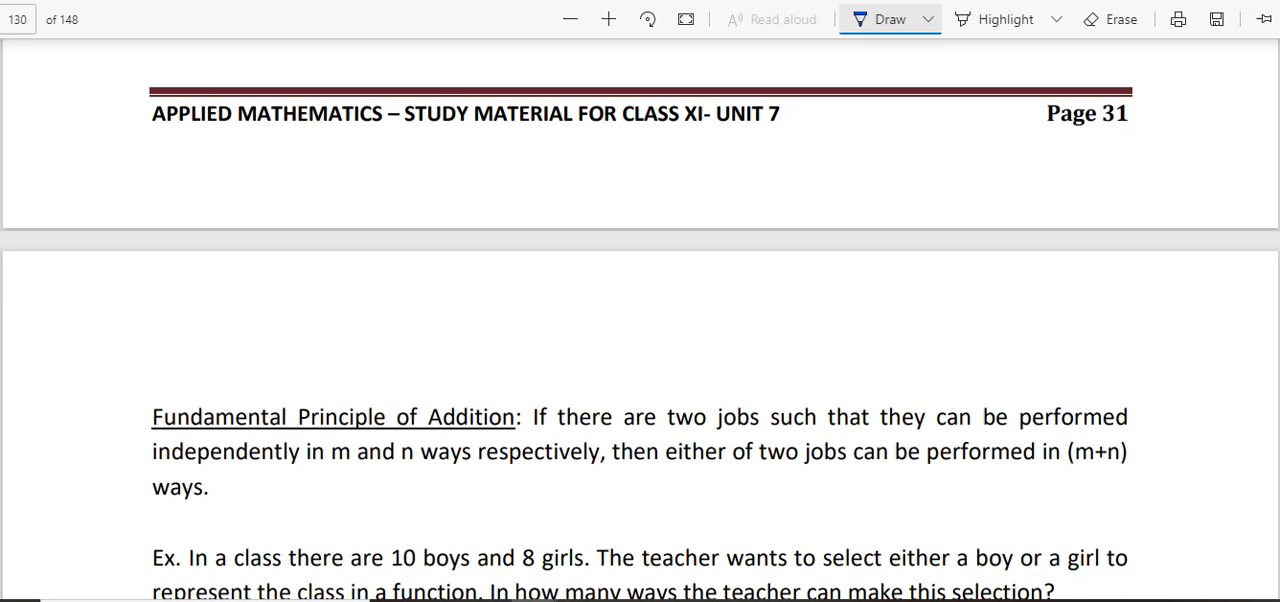 130 of 148 Read aloud Draw Highlight Erase
APPLIED MATHEMATICS – STUDY MATERIAL FOR CLASS XI- UNIT 7 Page 31
Fundamental Principle of Addition: If there are two jobs such that they can be performed
independently in m and n ways respectively, then either of two jobs can be performed in (m+n)
ways.
Ex. In a class there are 10 boys and 8 girls. The teacher wants to select either a boy or a girl to
represent the class in a function. In how many ways the teacher can make this selection?